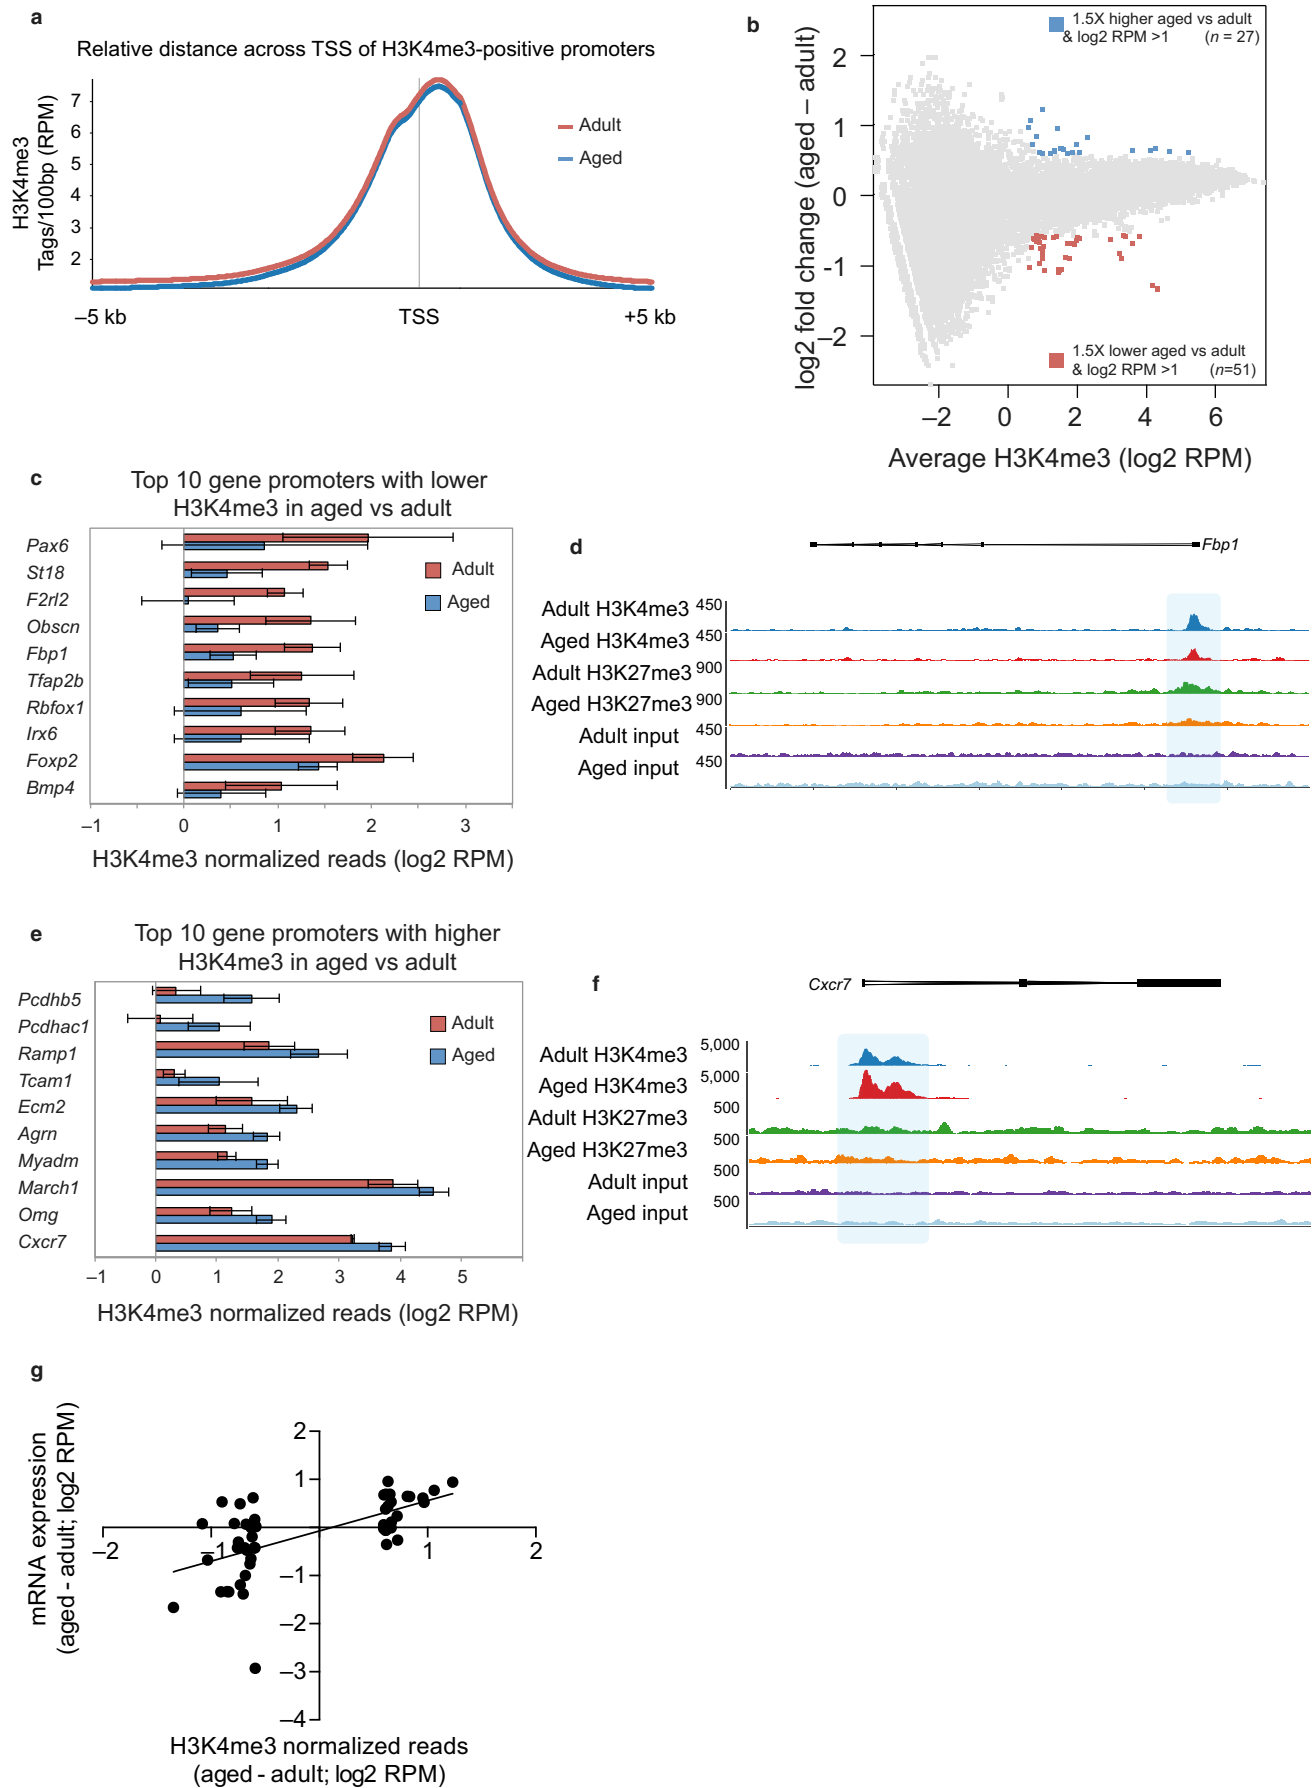 a
Relative distance across TSS of H3K4me3-positive promoters
H3K4me3
Tags/100bp (RPM)
7
6
5
4
3
2
Adult
Aged
–5 kb
TSS
+5 kb
b
log2 fold change (aged – adult)
2
1
0
-1
–2
1.5X higher aged vs adult
& log2 RPM >1 (n = 27)
1.5X lower aged vs adult
& log2 RPM >1 (n=51)
–2
0
2
4
6
Average H3K4me3 (log2 RPM)
c
Top 10 gene promoters with lower
H3K4me3 in aged vs adult
Pax6
St18
F2rl2
Obscn
Fbp1
Tfap2b
Rbfox1
Irx6
Foxp2
Bmp4
Adult
Aged
–1
0
1
2
3
H3K4me3 normalized reads (log2 RPM)
d
Fbp1
Adult H3K4me3 450
Aged H3K4me3 450
Adult H3K27me3 900
Aged H3K27me3 900
Adult input 450
Aged input 450
e
Top 10 gene promoters with higher
H3K4me3 in aged vs adult
Pcdhb5
Pcdhac1
Ramp1
Tcam1
Ecm2
Agrn
Myadm
March1
Omg
Cxcr7
Adult
Aged
–1
0
1
2
3
4
5
H3K4me3 normalized reads (log2 RPM)
f
Cxcr7
Adult H3K4me3 5,000
Aged H3K4me3 5,000
Adult H3K27me3 500
Aged H3K27me3 500
Adult input 500
Aged input 500
g
mRNA expression
(aged - adult; log2 RPM)
2
1
–1
–2
–3
–4
–2
–1
1
2
H3K4me3 normalized reads
(aged - adult; log2 RPM)